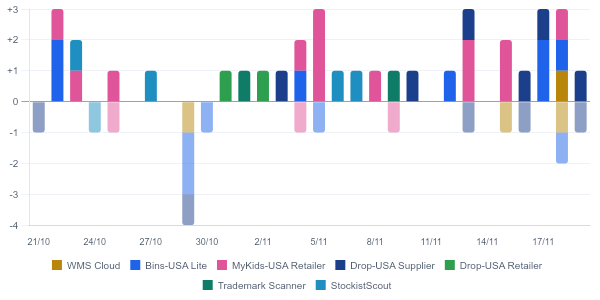 +3
+2
+1
0
-1
-2
-3
-4
21/10 24/10 27/10 30/10 2/11 5/11 8/11 11/11 14/11 17/11
WMS Cloud Bins-USA Lite MyKids-USA Retailer Drop-USA Supplier Drop-USA Retailer
Trademark Scanner StockistScout